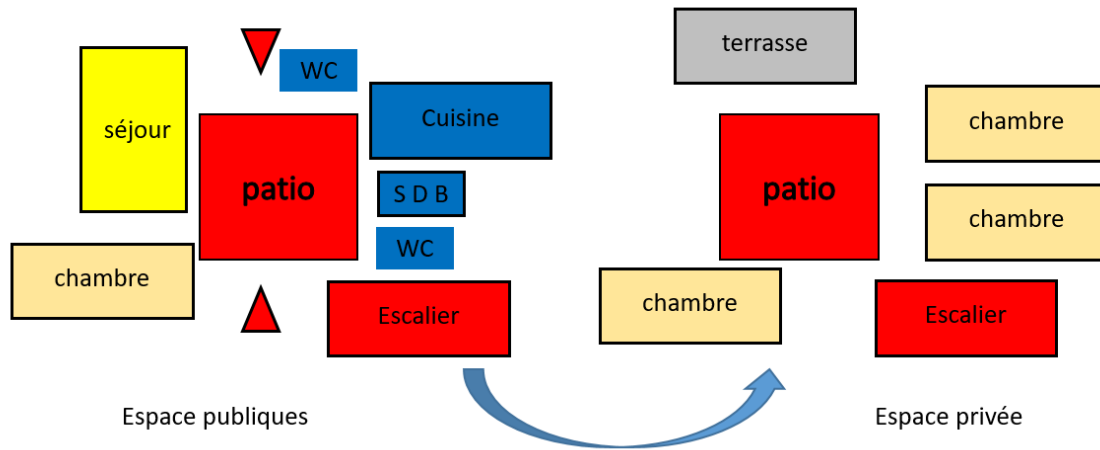 WC
séjour
Cuisine
patio
S D B
WC
chambre
Escalier
Espace publiques
terrasse
chambre
patio
chambre
chambre
Escalier
Espace privée